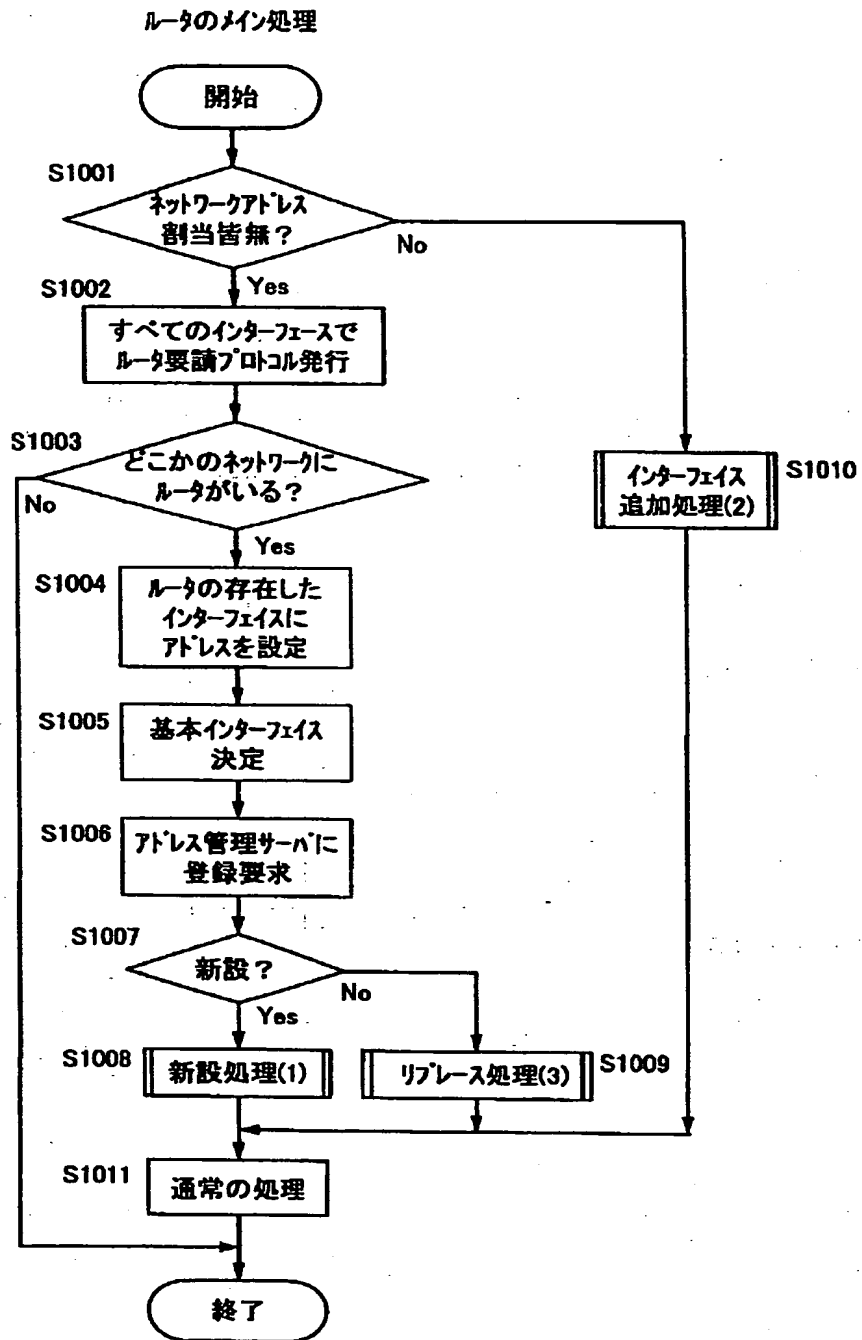 ルータのメイン処理
開始
S1001
ネットワークアドレス
割当皆無？
No
Yes
S1002
すべてのインターフェースで
ルータ要請プロトコル発行
S1003
どこかのネットワークに
ルータがいる？
No
Yes
インターフェイス
追加処理(2)
S1010
S1004
ルータの存在した
インターフェイスに
アドレスを設定
S1005
基本インターフェイス
決定
S1006
アドレス管理サーバに
登録要求
S1007
新設？
No
Yes
S1008
新設処理(1)
リプレース処理(3)
S1009
S1011
通常の処理
終了